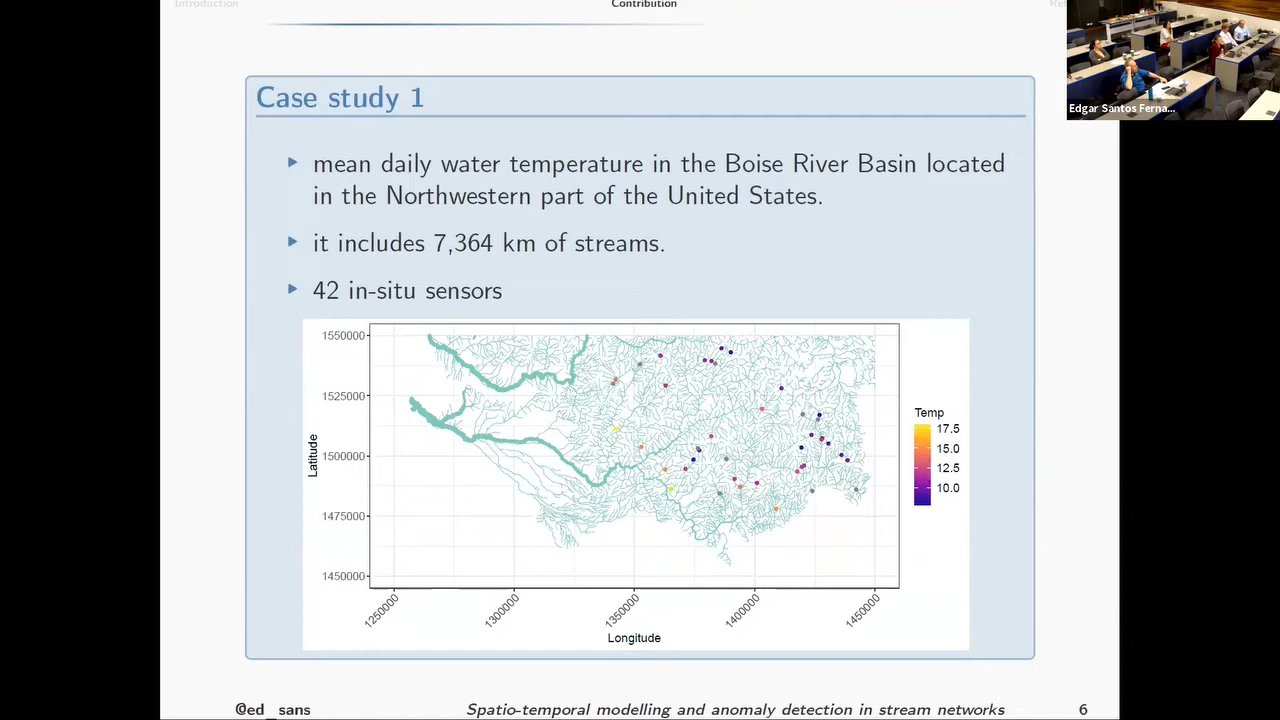 Introduction
Contribution
Case study 1
mean daily water temperature in the Boise River Basin located
in the Northwestern part of the United States.
it includes 7,364 km of streams.
42 in-situ sensors
1550000
1525000
1500000
1475000
1450000
Latitude
1250000
1300000
1350000
1400000
1450000
Longitude
Temp
17.5
15.0
12.5
10.0
Edgar Santos Ferna...
@ed_sans
Spatio-temporal modelling and anomaly detection in stream networks
6